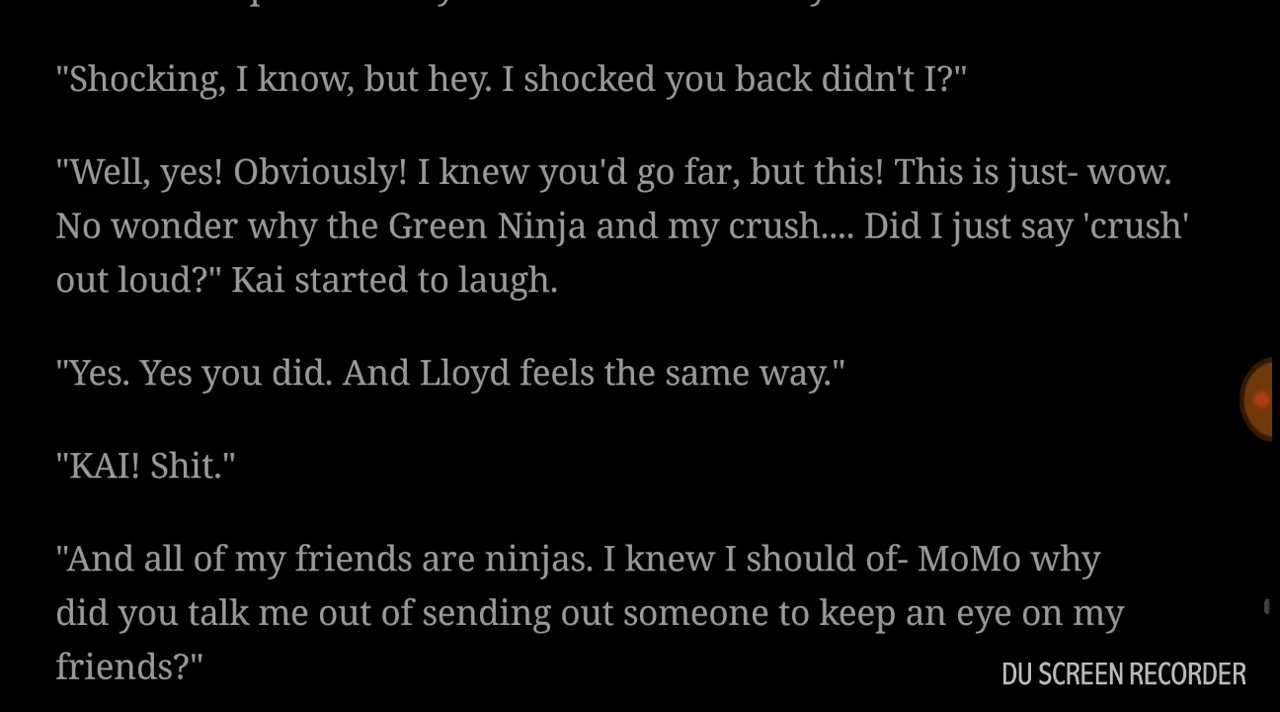 "Shocking, I know, but hey. I shocked you back didn't I?"
"Well, yes! Obviously! I knew you'd go far, but this! This is just- wow.
No wonder why the Green Ninja and my crush.... Did I just say 'crush'
out loud?" Kai started to laugh.
"Yes. Yes you did. And Lloyd feels the same way."
"KAI! Shit."
"And all of my friends are ninjas. I knew I should of- MoMo why
did you talk me out of sending out someone to keep an eye on my
friends?"
DU SCREEN RECORDER